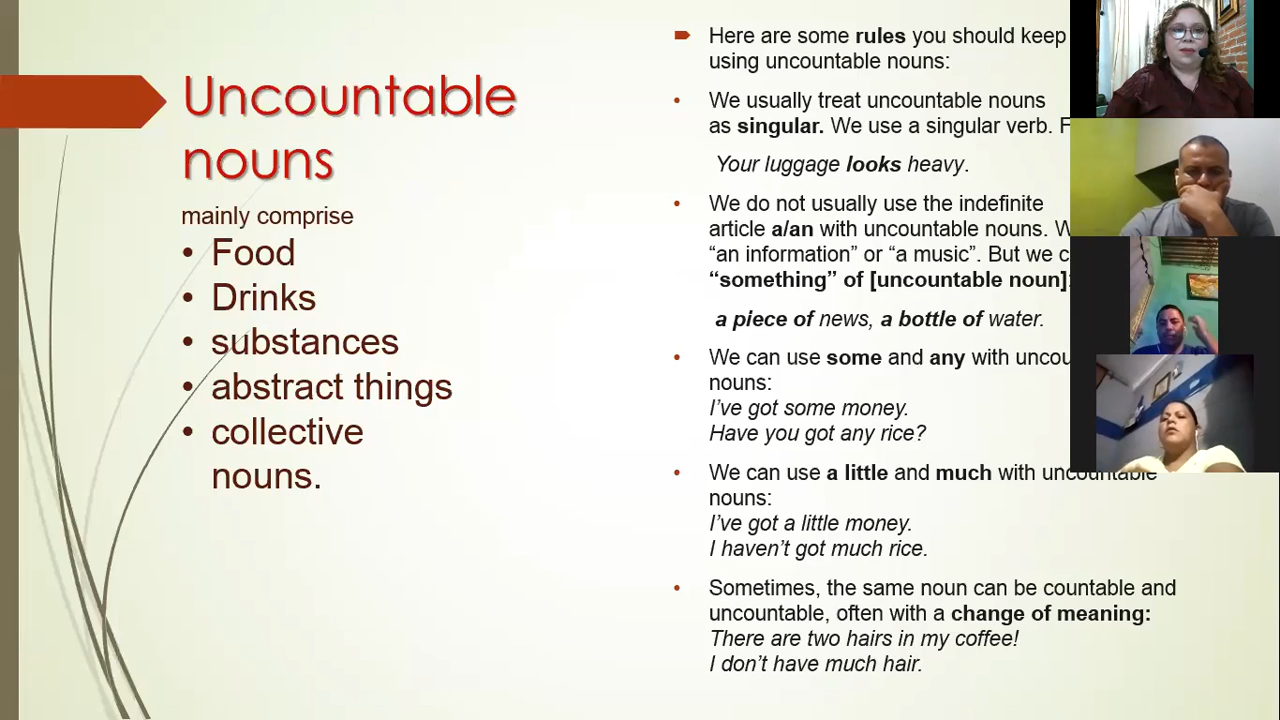 Uncountable
nouns
mainly comprise
• Food
• Drinks
• substances
• abstract things
• collective
nouns.
Here are some rules you should keep
using uncountable nouns:
• We usually treat uncountable nouns
as singular. We use a singular verb.
Your luggage looks heavy.
• We do not usually use the indefinite
article a/an with uncountable nouns.
“an information” or “a music”. But we
“something” of [uncountable noun]:
a piece of news, a bottle of water.
• We can use some and any with
nouns:
I’ve got some money.
Have you got any rice?
• We can use a little and much with uncountable
nouns:
I’ve got a little money.
I haven’t got much rice.
• Sometimes, the same noun can be countable and
uncountable, often with a change of meaning:
There are two hairs in my coffee!
I don’t have much hair.